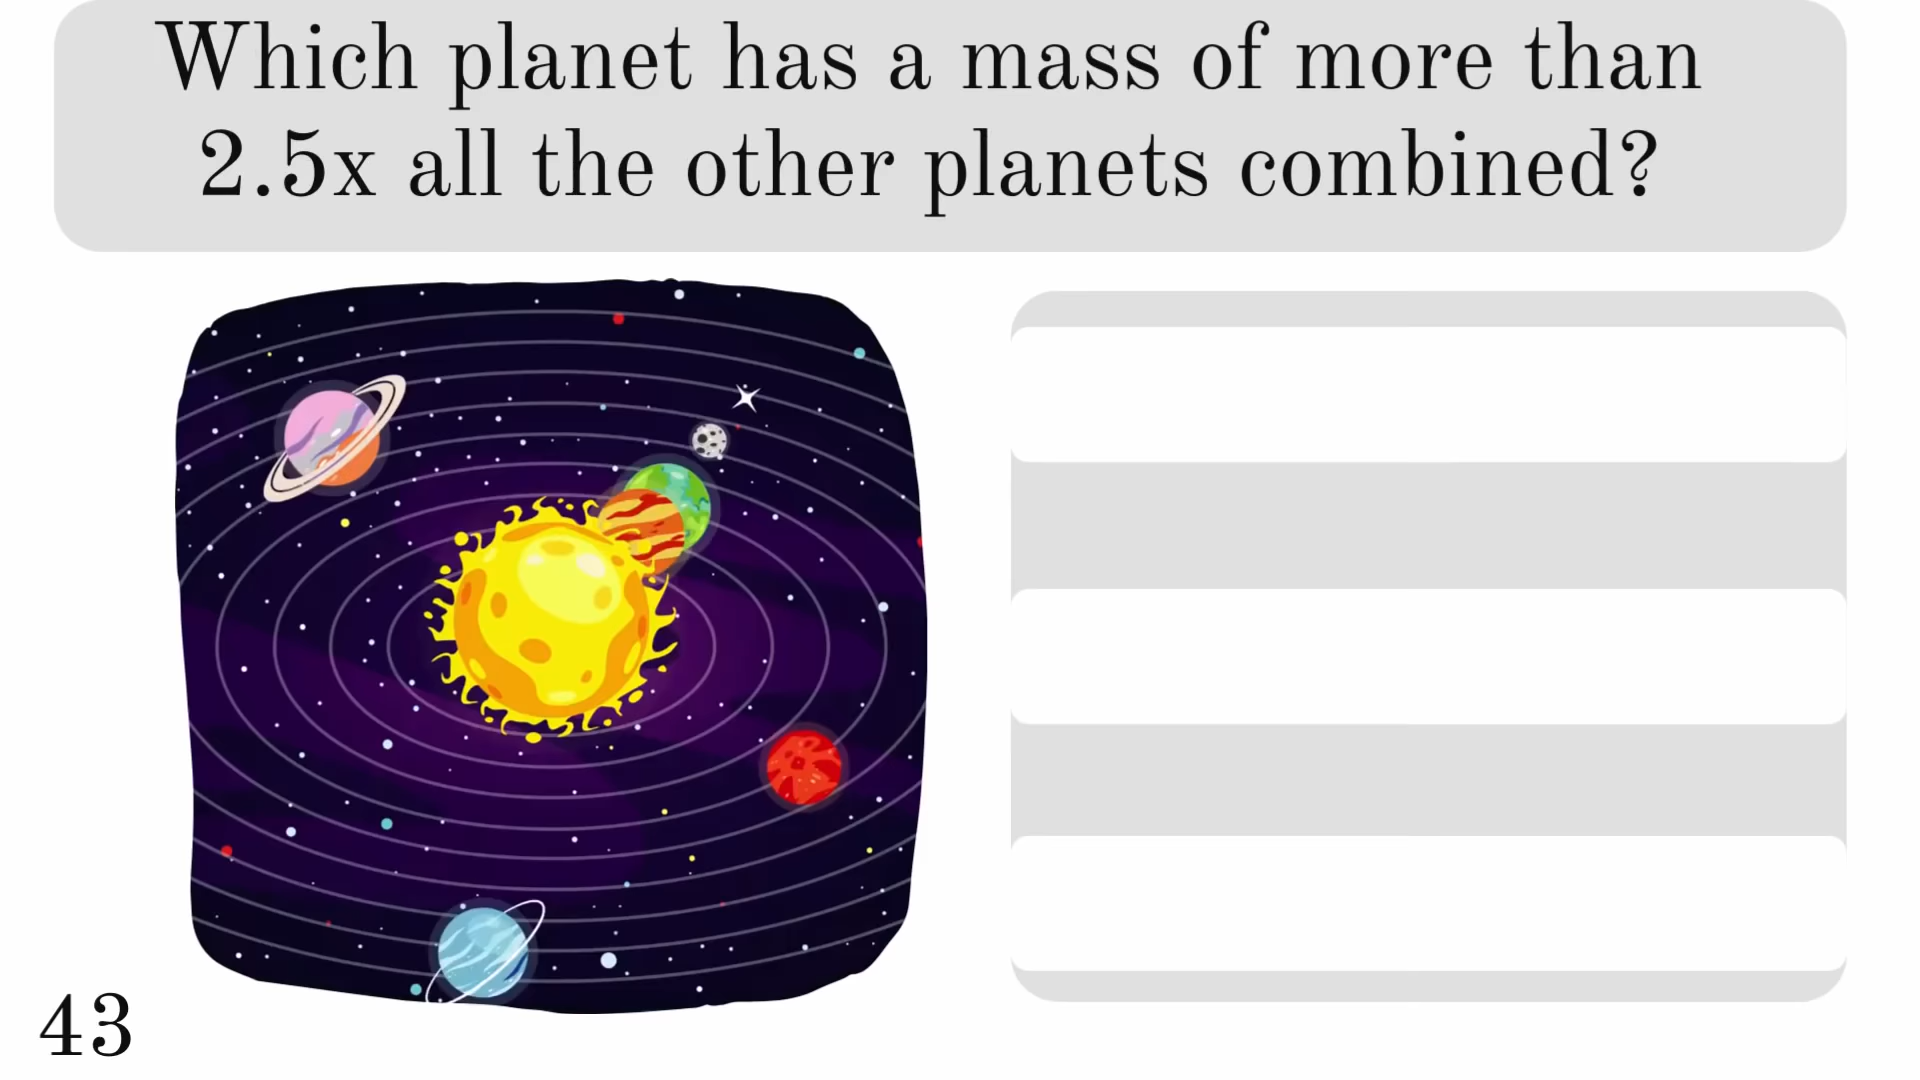 Which planet has a mass of more than
2.5x all the other planets combined?
43